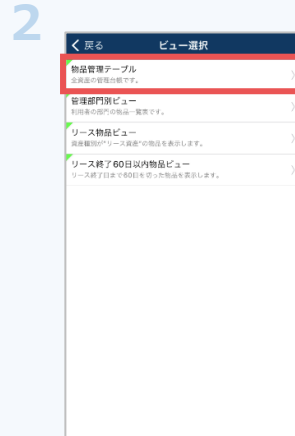 2
戻る
ビュー選択
物品管理テーブル
全資産の管理台帳です。
管理部門別ビュー
利用者の部門の物品一覧表です。
リース物品ビュー
資産種別が"リース資産"の物品を表示します。
リース終了60日以内物品ビュー
リース終了日まで60日を切った物品を表示します。